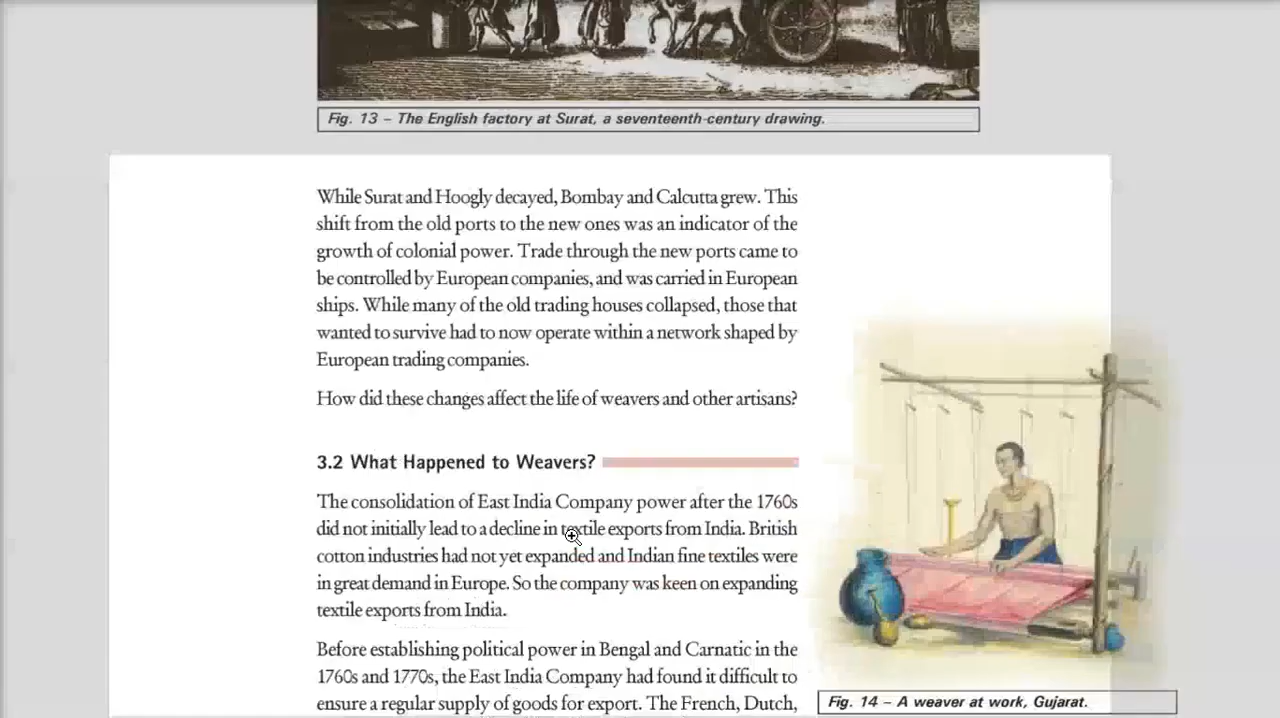 Fig. 13 – The English factory at Surat, a seventeenth-century drawing.
While Surat and Hoogly decayed, Bombay and Calcutta grew. This
shift from the old ports to the new ones was an indicator of the
growth of colonial power. Trade through the new ports came to
be controlled by European companies, and was carried in European
ships. While many of the old trading houses collapsed, those that
wanted to survive had to now operate within a network shaped by
European trading companies.
How did these changes affect the life of weavers and other artisans?
3.2 What Happened to Weavers?
The consolidation of East India Company power after the 1760s
did not initially lead to a decline in textile exports from India. British
cotton industries had not yet expanded and Indian fine textiles were
in great demand in Europe. So the company was keen on expanding
textile exports from India.
Before establishing political power in Bengal and Carnatic in the
1760s and 1770s, the East India Company had found it difficult to
ensure a regular supply of goods for export. The French, Dutch,
Fig. 14 – A weaver at work, Gujarat.